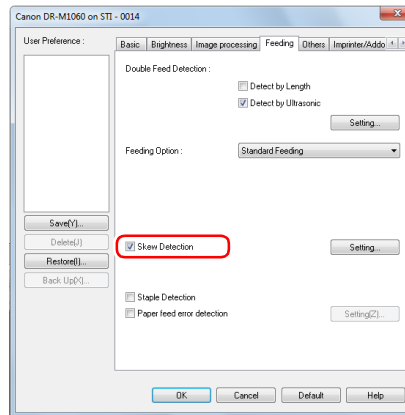 Canon DR-M1060 on STI - 0014
User Preference :
Basic Brightness Image processing Feeding Others Imprinter/Addo
Double Feed Detection :
Detect by Length
Detect by Ultrasonic
Setting...
Feeding Option :
Standard Feeding
Save(Y)...
Delete(J)
Restore(I)...
Back Up(X)...
Skew Detection
Setting...
Staple Detection
Paper feed error detection
Setting(Z)...
OK Cancel Default Help